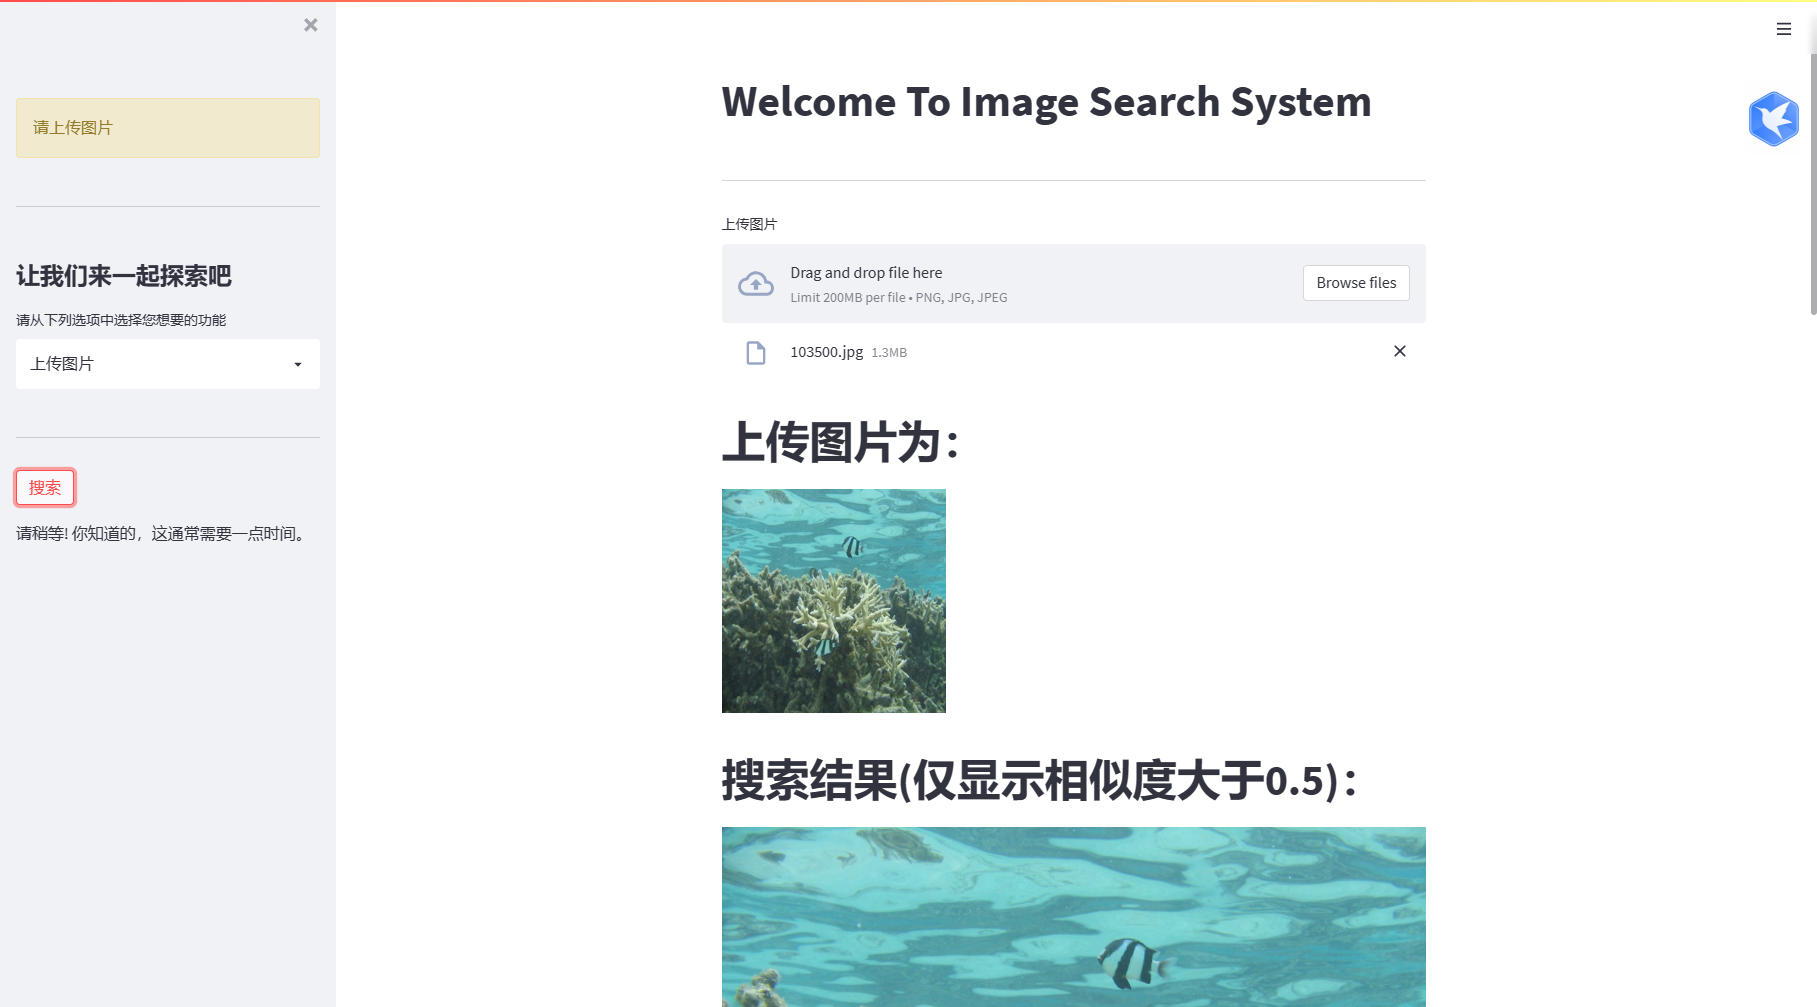 请上传图片
让我们来一起探索吧
请从下列选项中选择您想要的功能
上传图片
搜索
请稍等! 你知道的，这通常需要一点时间。
Welcome To Image Search System
上传图片
Drag and drop file here
Limit 200MB per file • PNG, JPG, JPEG
Browse files
103500.jpg 1.3MB
上传图片为：
搜索结果(仅显示相似度大于0.5)：